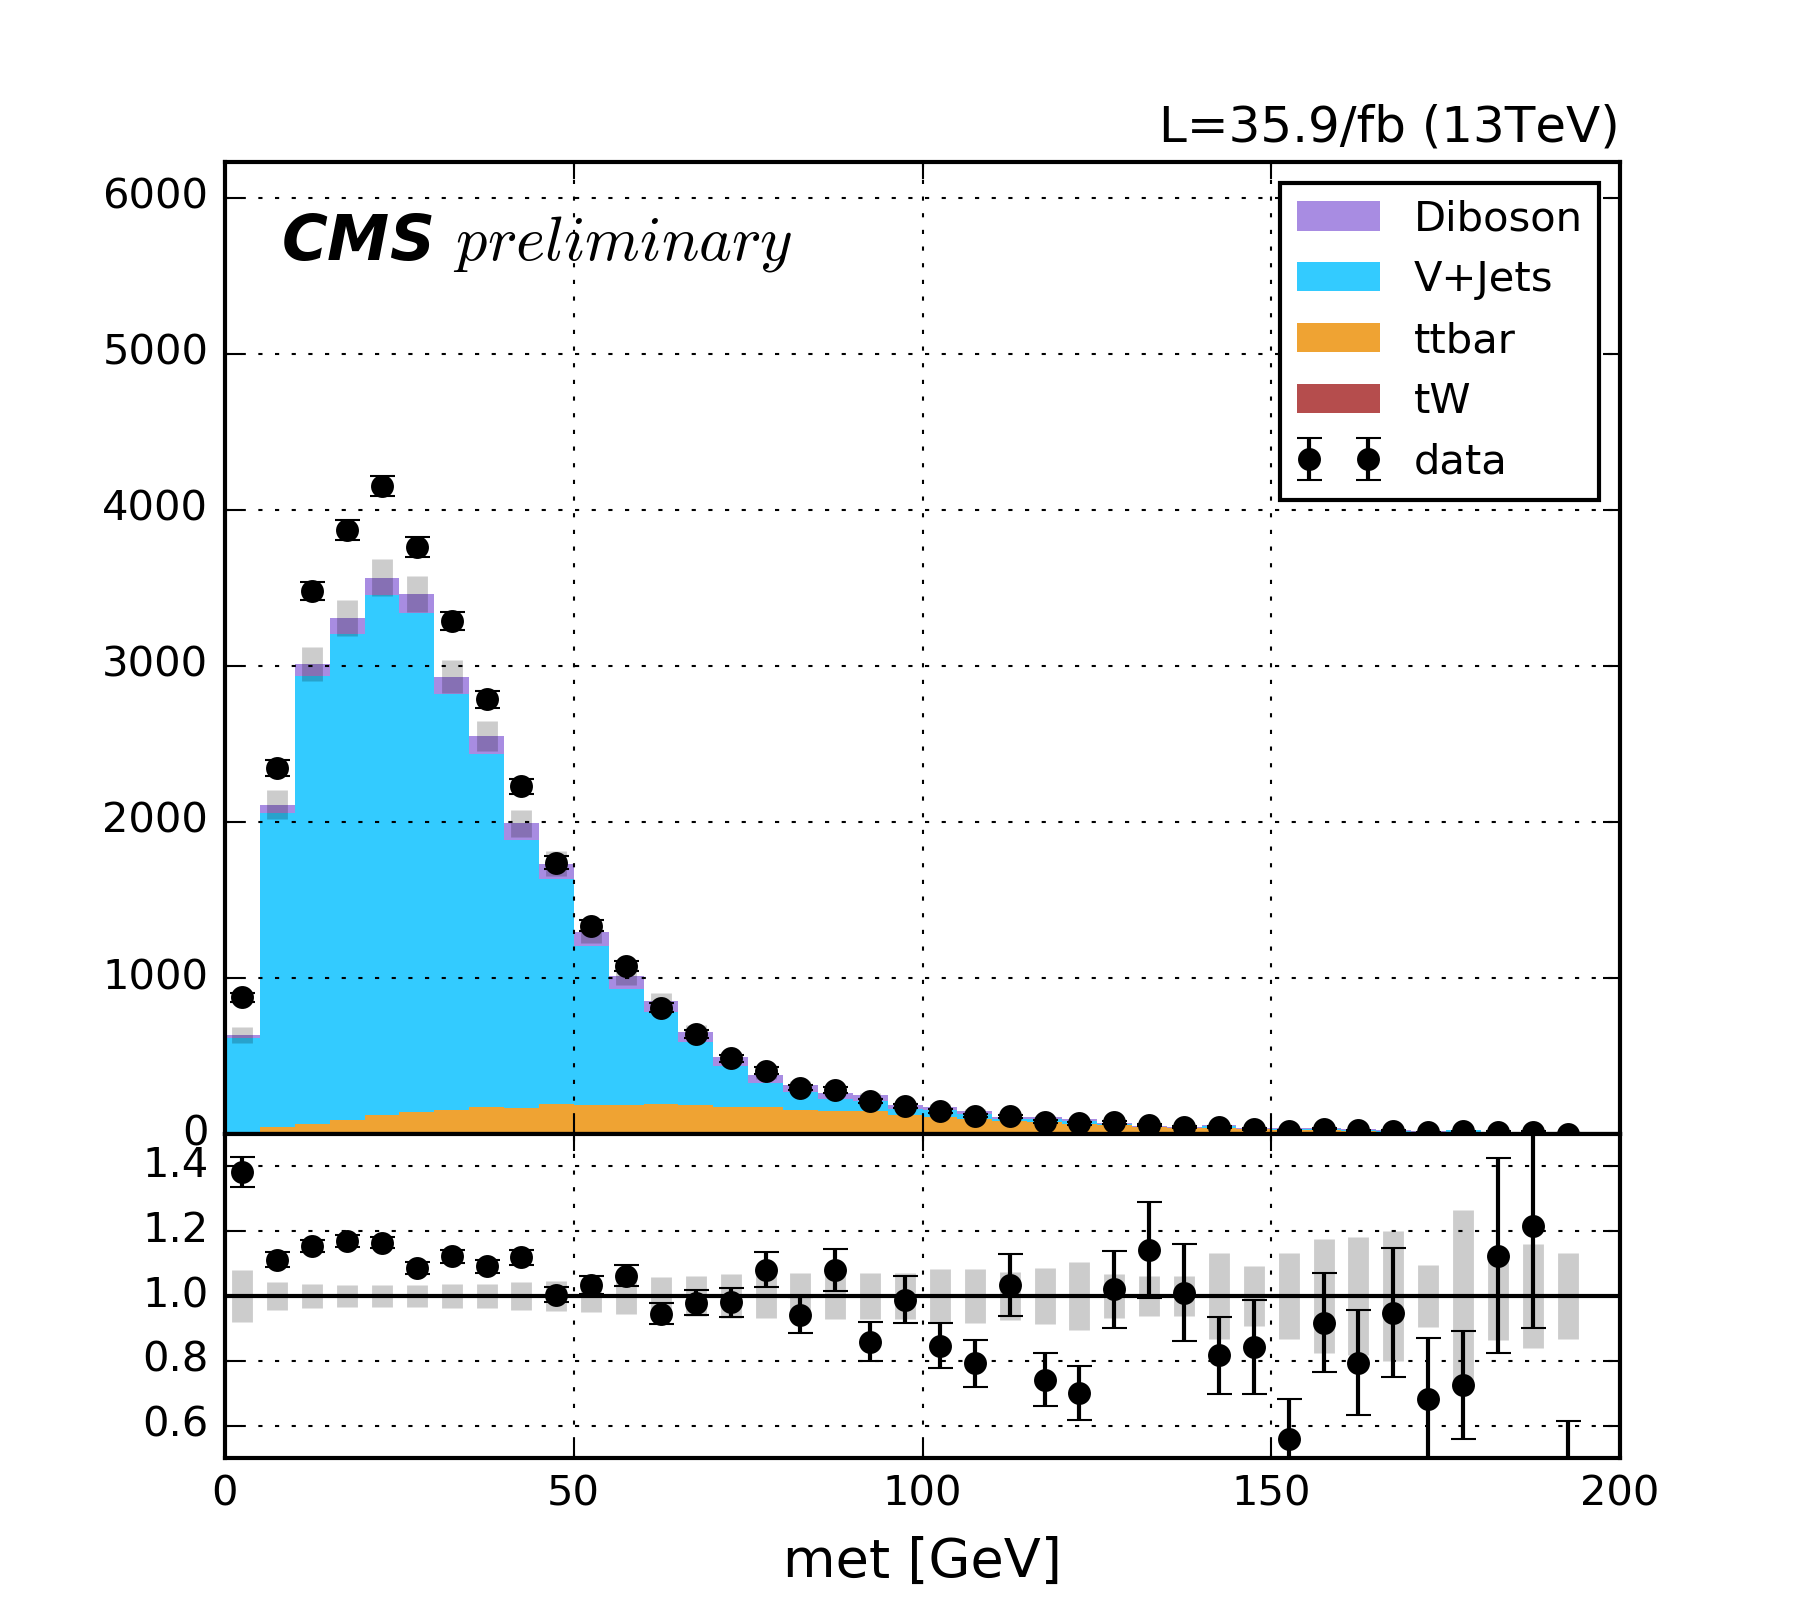 L=35.9/fb (13TeV)
CMS preliminary
Diboson
V+Jets
ttbar
tW
data
6000
5000
4000
3000
2000
1000
0
1.4
1.2
1.0
0.8
0.6
0 50 100 150 200
met [GeV]